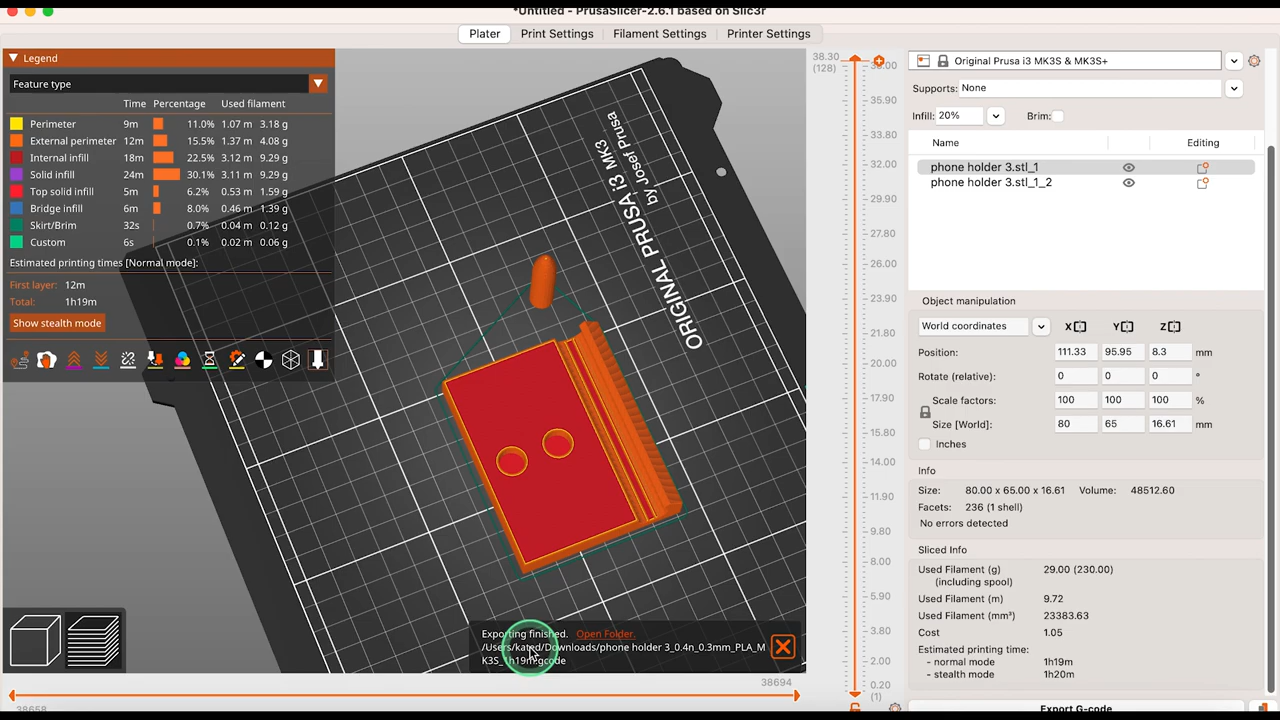 *Untitled - PrusaSlicer-2.6.1 based on Slic3r
Plater Print Settings Filament Settings Printer Settings
Legend
Feature type
Time Percentage Used filament
Perimeter 9m 11.0% 1.07 m 3.18 g
External perimeter 12m 15.5% 1.37 m 4.08 g
Internal infill 18m 22.5% 3.12 m 9.29 g
Solid infill 24m 30.1% 3.11 m 9.29 g
Top solid infill 5m 6.2% 0.53 m 1.59 g
Bridge infill 6m 8.0% 0.46 m 1.39 g
Skirt/Brim 32s 0.7% 0.04 m 0.12 g
Custom 6s 0.1% 0.02 m 0.06 g
Estimated printing times [Normal mode]:
First layer: 12m
Total: 1h19m
Show stealth mode
ORIGINAL PRUSA i3 MK3
by Josef Prusa
Exporting finished. Open Folder.
/Users/kated/Downloads/phone holder 3_0.4n_0.3mm_PLA_M
K3S_1h19m.gcode
38694
38658
38.30
(128)
38.00
35.90
33.80
32.00
29.90
27.80
26.00
23.90
21.80
20.00
17.90
15.80
14.00
11.90
9.80
8.00
5.90
3.80
2.00
0.20
(1)
Original Prusa i3 MK3S & MK3S+
Supports: None
Infill: 20% Brim:
Name Editing
phone holder 3.stl_1
phone holder 3.stl_1_2
Object manipulation
World coordinates X Y Z
Position: 111.33 95.95 8.3 mm
Rotate (relative): 0 0 0 °
Scale factors: 100 100 100 %
Size [World]: 80 65 16.61 mm
Inches
Info
Size: 80.00 x 65.00 x 16.61 Volume: 48512.60
Facets: 236 (1 shell)
No errors detected
Sliced Info
Used Filament (g) 29.00 (230.00)
(including spool)
Used Filament (m) 9.72
Used Filament (mm³) 23383.63
Cost 1.05
Estimated printing time:
- normal mode 1h19m
- stealth mode 1h20m
Export G-code